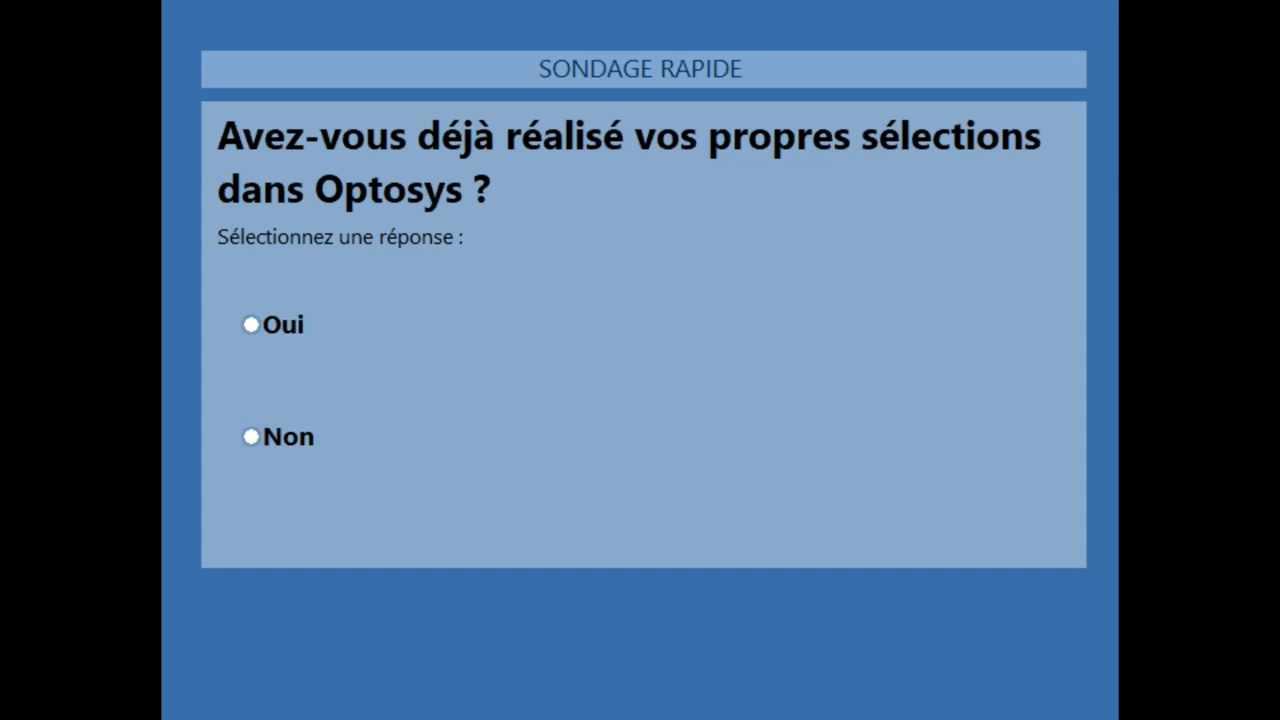 SONDAGE RAPIDE
Avez-vous déjà réalisé vos propres sélections
dans Optosys ?
Sélectionnez une réponse :
Oui
Non